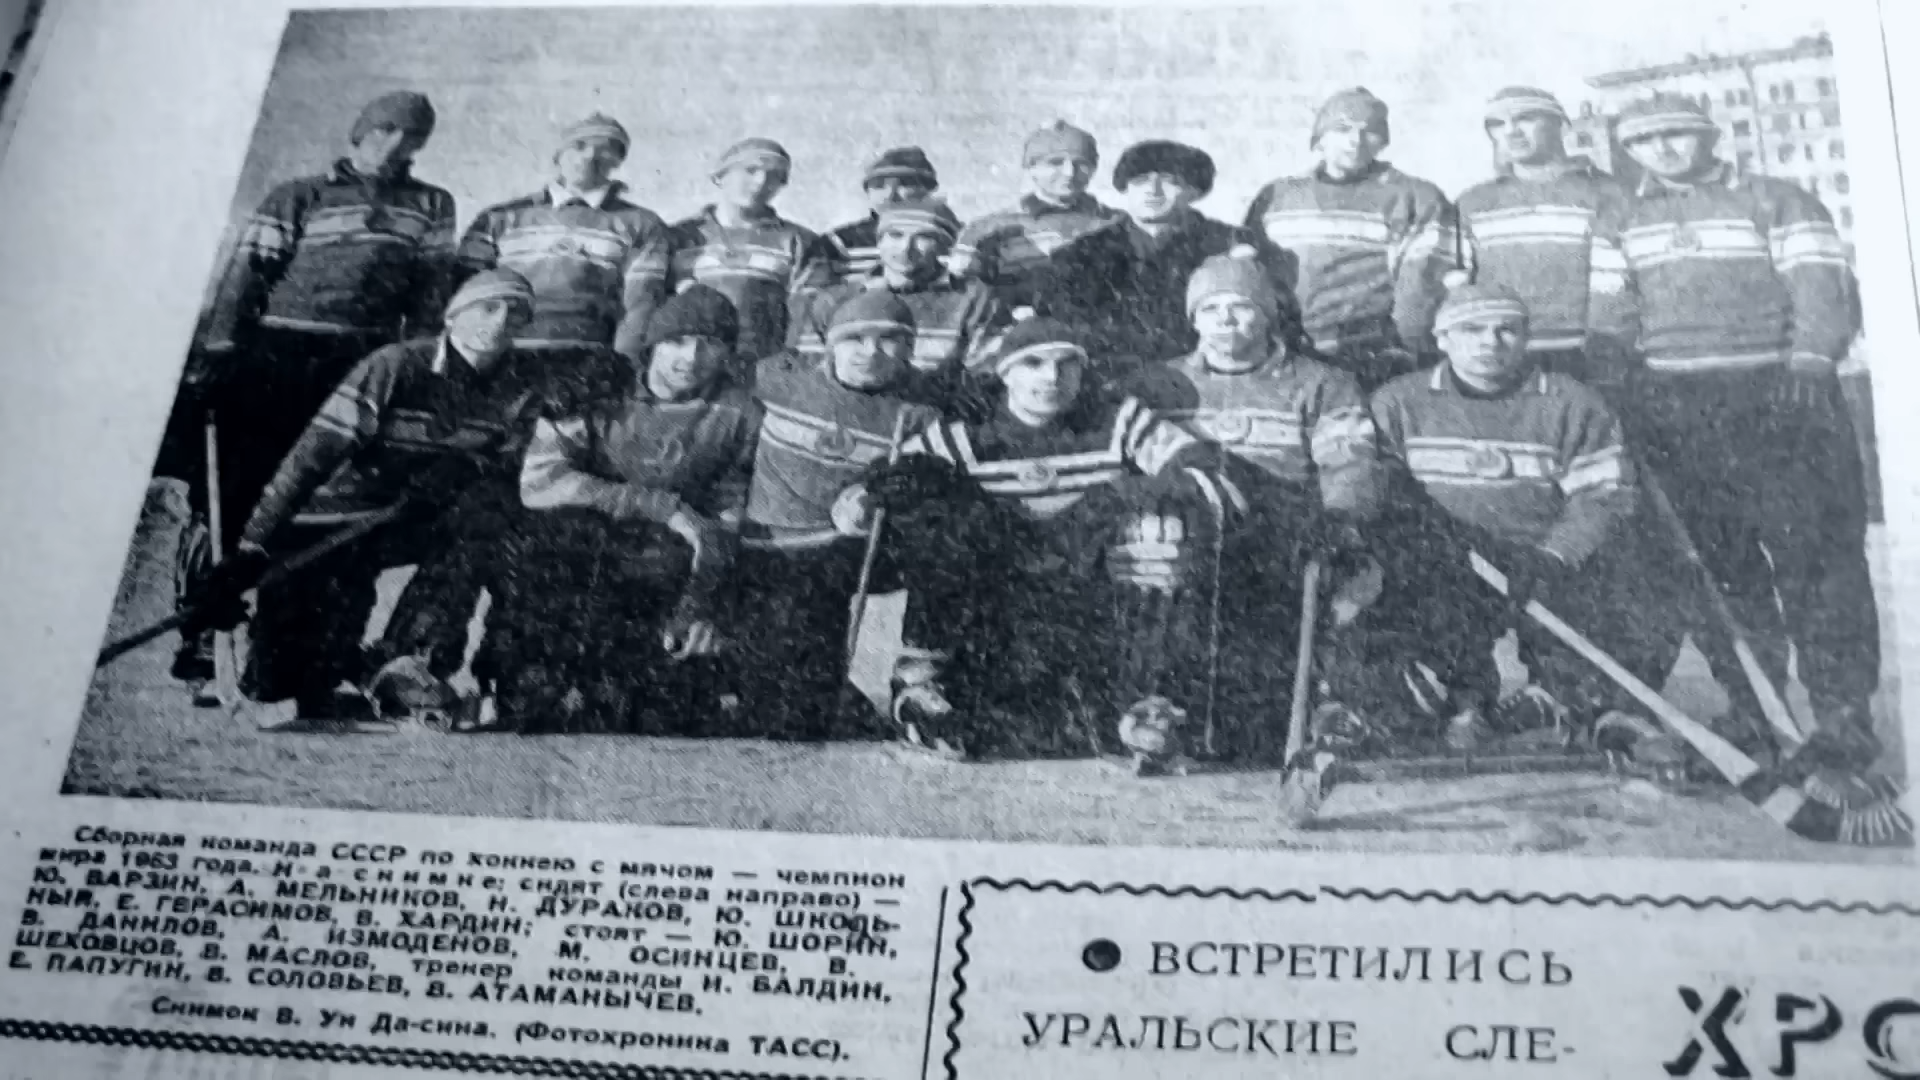 Сборная команда СССР по хоккею с мячом — чемпион
мира 1963 года. На снимке: сидят (слева направо) —
Ю. ВАРЗИН, А. МЕЛЬНИКОВ, Н. ДУРАКОВ, Ю. ШКОЛЬ-
НЫЙ, Е. ГЕРАСИМОВ, В. ХАРДИН; стоят — Ю. ШОРИН,
В. ДАНИЛОВ, А. ИЗМОДЕНОВ, М. ОСИНЦЕВ, В.
ШЕХОВЦОВ, В. МАСЛОВ, тренер команды И. БАЛДИН,
Е. ПАПУГИН, В. СОЛОВЬЕВ, В. АТАМАНЫЧЕВ.
Снимок В. Ун Да-сина. (Фотохроника ТАСС).
● ВСТРЕТИЛИСЬ
УРАЛЬСКИЕ СЛЕ-
ХРО